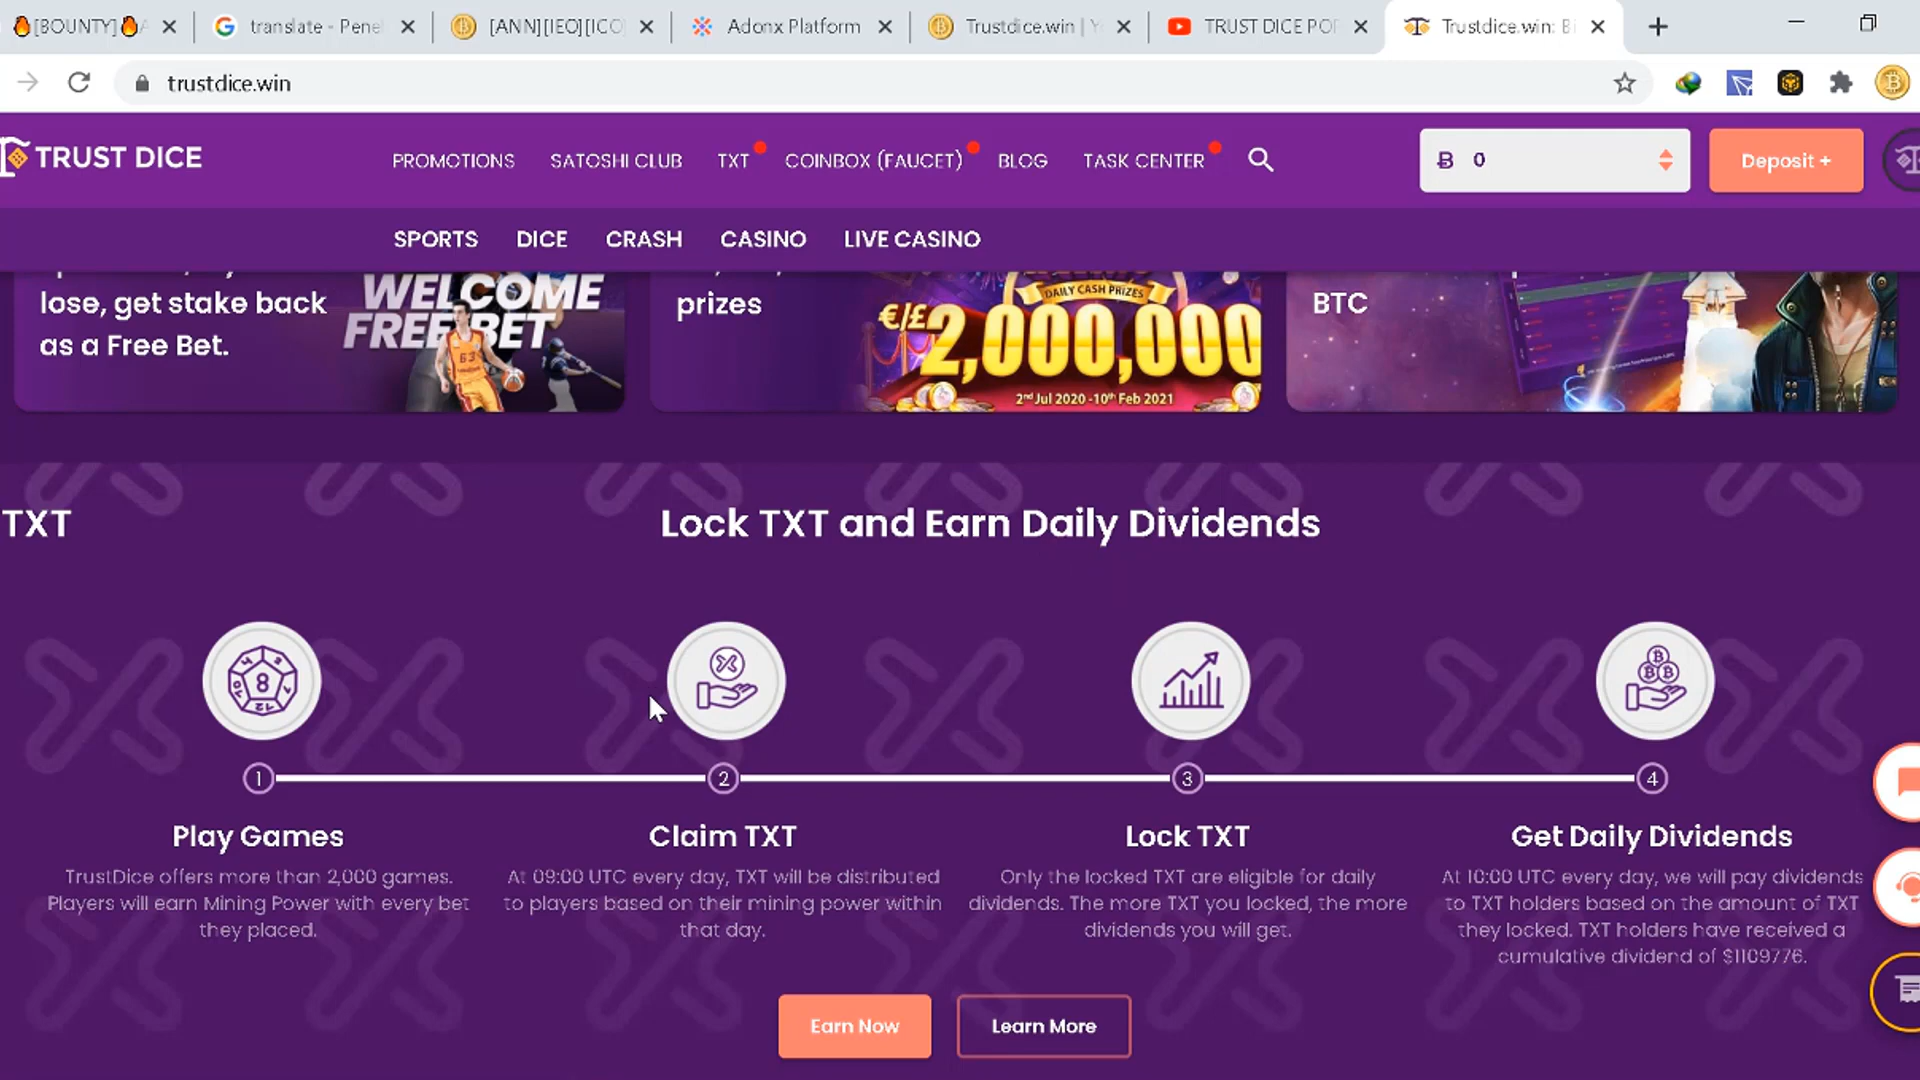 [BOUNTY]
translate - Pene
[ANN][IEO][ICO
Adonx Platform
Trustdice.win | Y
TRUST DICE POF
Trustdice.win: Bi
trustdice.win
TRUST DICE
PROMOTIONS
SATOSHI CLUB
TXT
COINBOX (FAUCET)
BLOG
TASK CENTER
0
Deposit +
SPORTS
DICE
CRASH
CASINO
LIVE CASINO
lose, get stake back
as a Free Bet.
WELCOME
FREE BET
63
prizes
DAILY CASH PRIZES
€/£2,000,000
2nd Jul 2020 -10th Feb 2021
BTC
TXT
Lock TXT and Earn Daily Dividends
8
1
2
3
4
Play Games
TrustDice offers more than 2,000 games.
Players will earn Mining Power with every bet
they placed.
Claim TXT
At 09:00 UTC every day, TXT will be distributed
to players based on their mining power within
that day.
Lock TXT
Only the locked TXT are eligible for daily
dividends. The more TXT you locked, the more
dividends you will get.
Get Daily Dividends
At 10:00 UTC every day, we will pay dividends
to TXT holders based on the amount of TXT
they locked. TXT holders have received a
cumulative dividend of $1109776.
Earn Now
Learn More